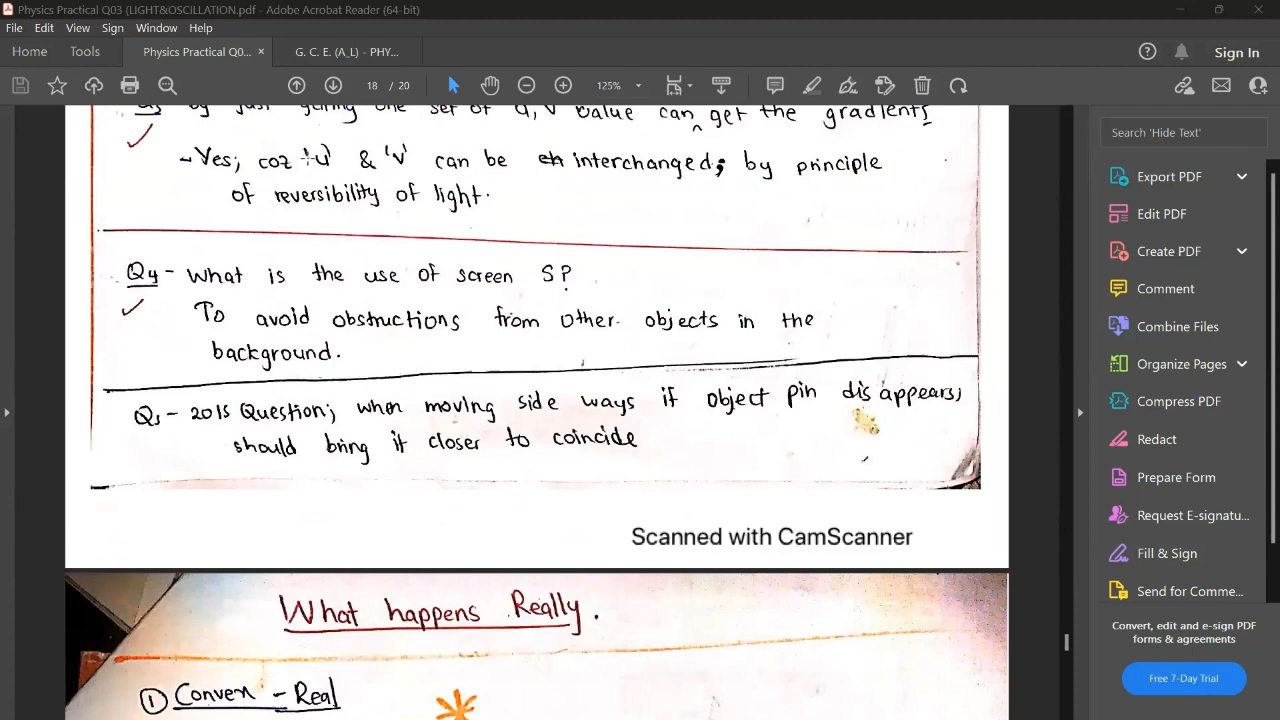 Physics Practical Q03 (LIGHT&OSCILLATION.pdf - Adobe Acrobat Reader (64-bit)
File Edit View Sign Window Help
Home Tools Physics Practical Q0... × G. C. E. (A_L) - PHY... Sign In
18 / 20 125%
by just getting one set of u, v value can get the gradient
- Yes; coz 'u' & 'v' can be interchanged; by principle
of reversibility of light.
Q4 - What is the use of screen S?
To avoid obstructions from other objects in the
background.
Q5 - 2015 Question; when moving side ways if object pin disappears,
should bring it closer to coincide
Scanned with CamScanner
What happens Really.
① Convex - Real
Search 'Hide Text'
Export PDF
Edit PDF
Create PDF
Comment
Combine Files
Organize Pages
Compress PDF
Redact
Prepare Form
Request E-signatu...
Fill & Sign
Send for Comme...
Convert, edit and e-sign PDF
forms & agreements
Free 7-Day Trial